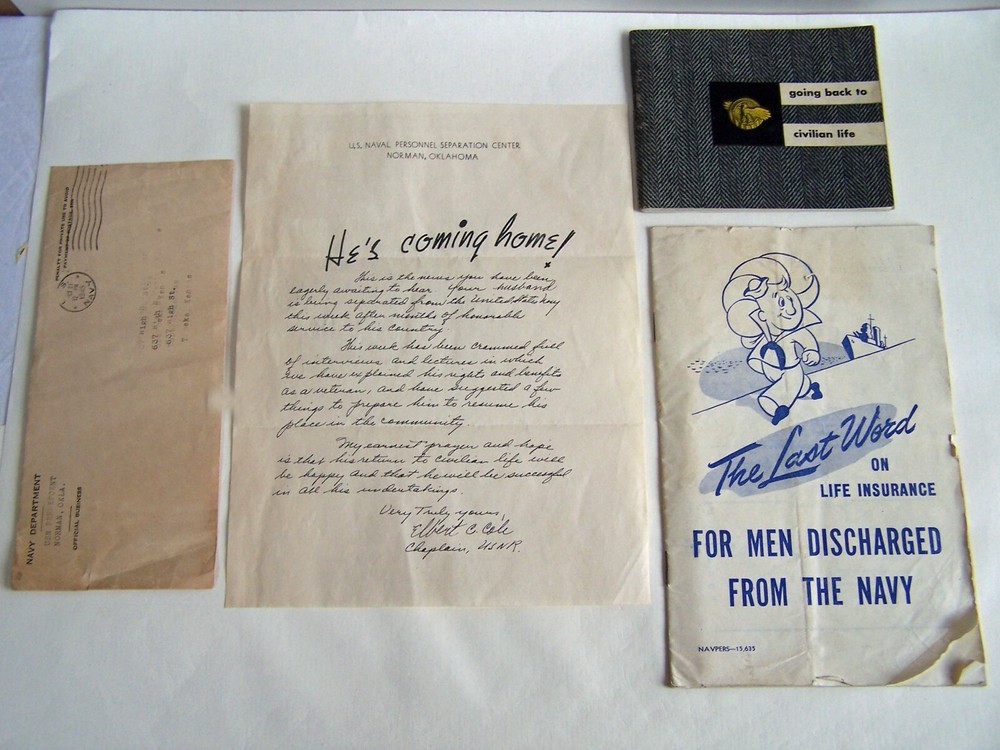 NAVY DEPARTMENT
NORMAN, OKLA.
OFFICIAL BUSINESS
NAVY
637 High St.
U.S. NAVAL PERSONNEL SEPARATION CENTER
NORMAN, OKLAHOMA
He's coming home!
This is the news you have been
eagerly awaiting to hear. Your husband
is being separated from the United States Navy
this week after months of honorable
service to his country.
This week has been crammed full
of interviews and lectures in which
we have explained his rights and benefits
as a veteran, and have suggested a few
things to prepare him to resume his
place in the community.
My earnest prayer and hope
is that his return to civilian life will
be happy and that he will be successful
in all his undertakings.
Very Truly yours,
Elbert C. Cole
Chaplain, USNR.
going back to
civilian life
The Last Word
ON
LIFE INSURANCE
FOR MEN DISCHARGED
FROM THE NAVY
NAVPERS—15,635